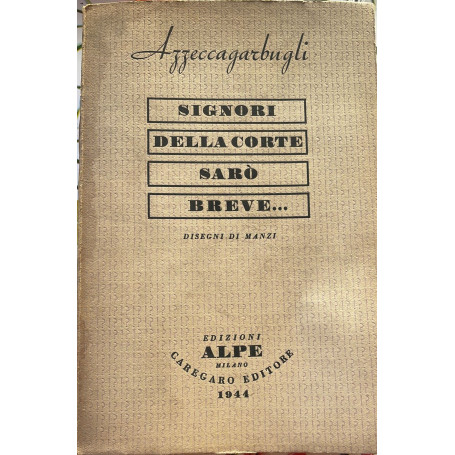 Azzeccagarbugli
SIGNORI
DELLA CORTE
SARÒ
BREVE...
DISEGNI DI MANZI
EDIZIONI
ALPE
MILANO
CAREGARO EDITORE
1944